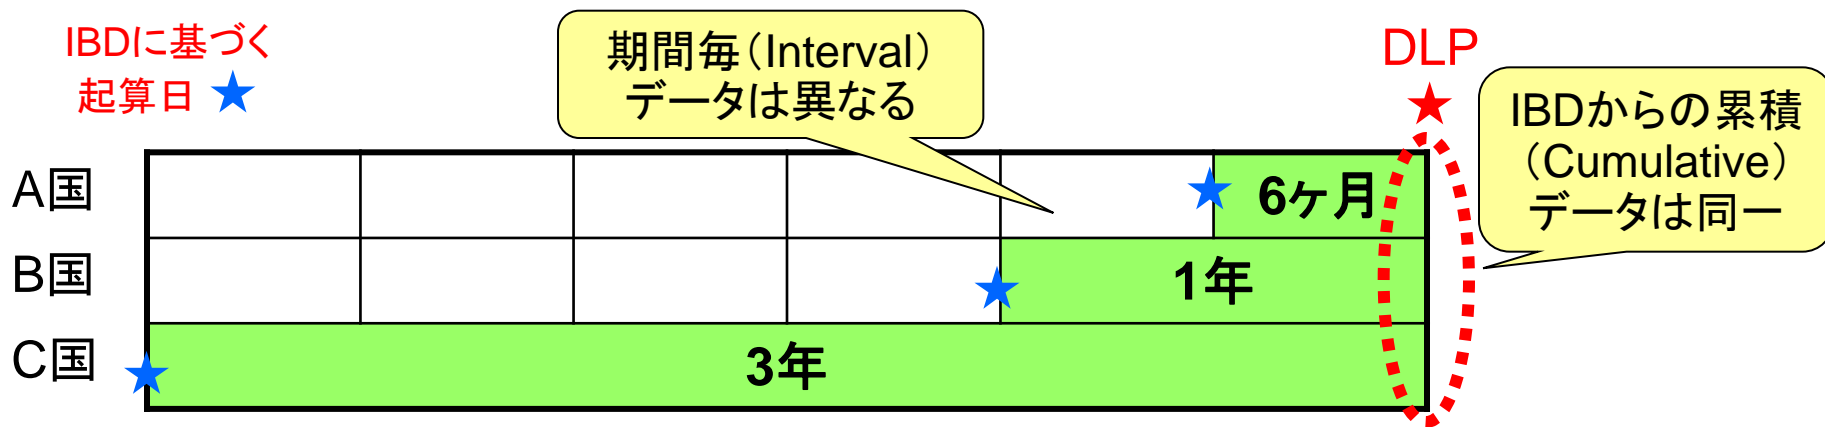 IBDに基づく
起算日
期間毎（Interval）
データは異なる
DLP
IBDからの累積
（Cumulative）
データは同一
A国
6ヶ月
B国
1年
C国
3年